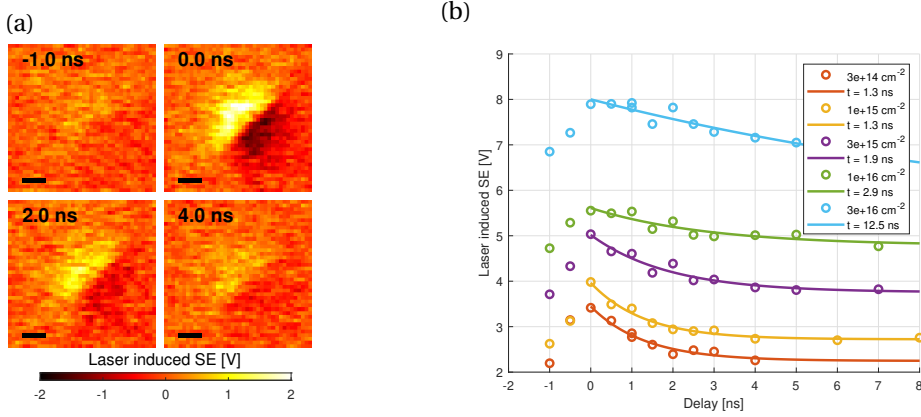 (a)
-1.0 ns
0.0 ns
2.0 ns
4.0 ns
Laser induced SE [V]
-2
-1
0
1
2
(b)
9
8
7
6
5
4
3
2
Laser induced SE [V]
-2
-1
0
1
2
3
4
5
6
7
8
Delay [ns]
3e+14 cm⁻²
t = 1.3 ns
1e+15 cm⁻²
t = 1.3 ns
3e+15 cm⁻²
t = 1.9 ns
1e+16 cm⁻²
t = 2.9 ns
3e+16 cm⁻²
t = 12.5 ns